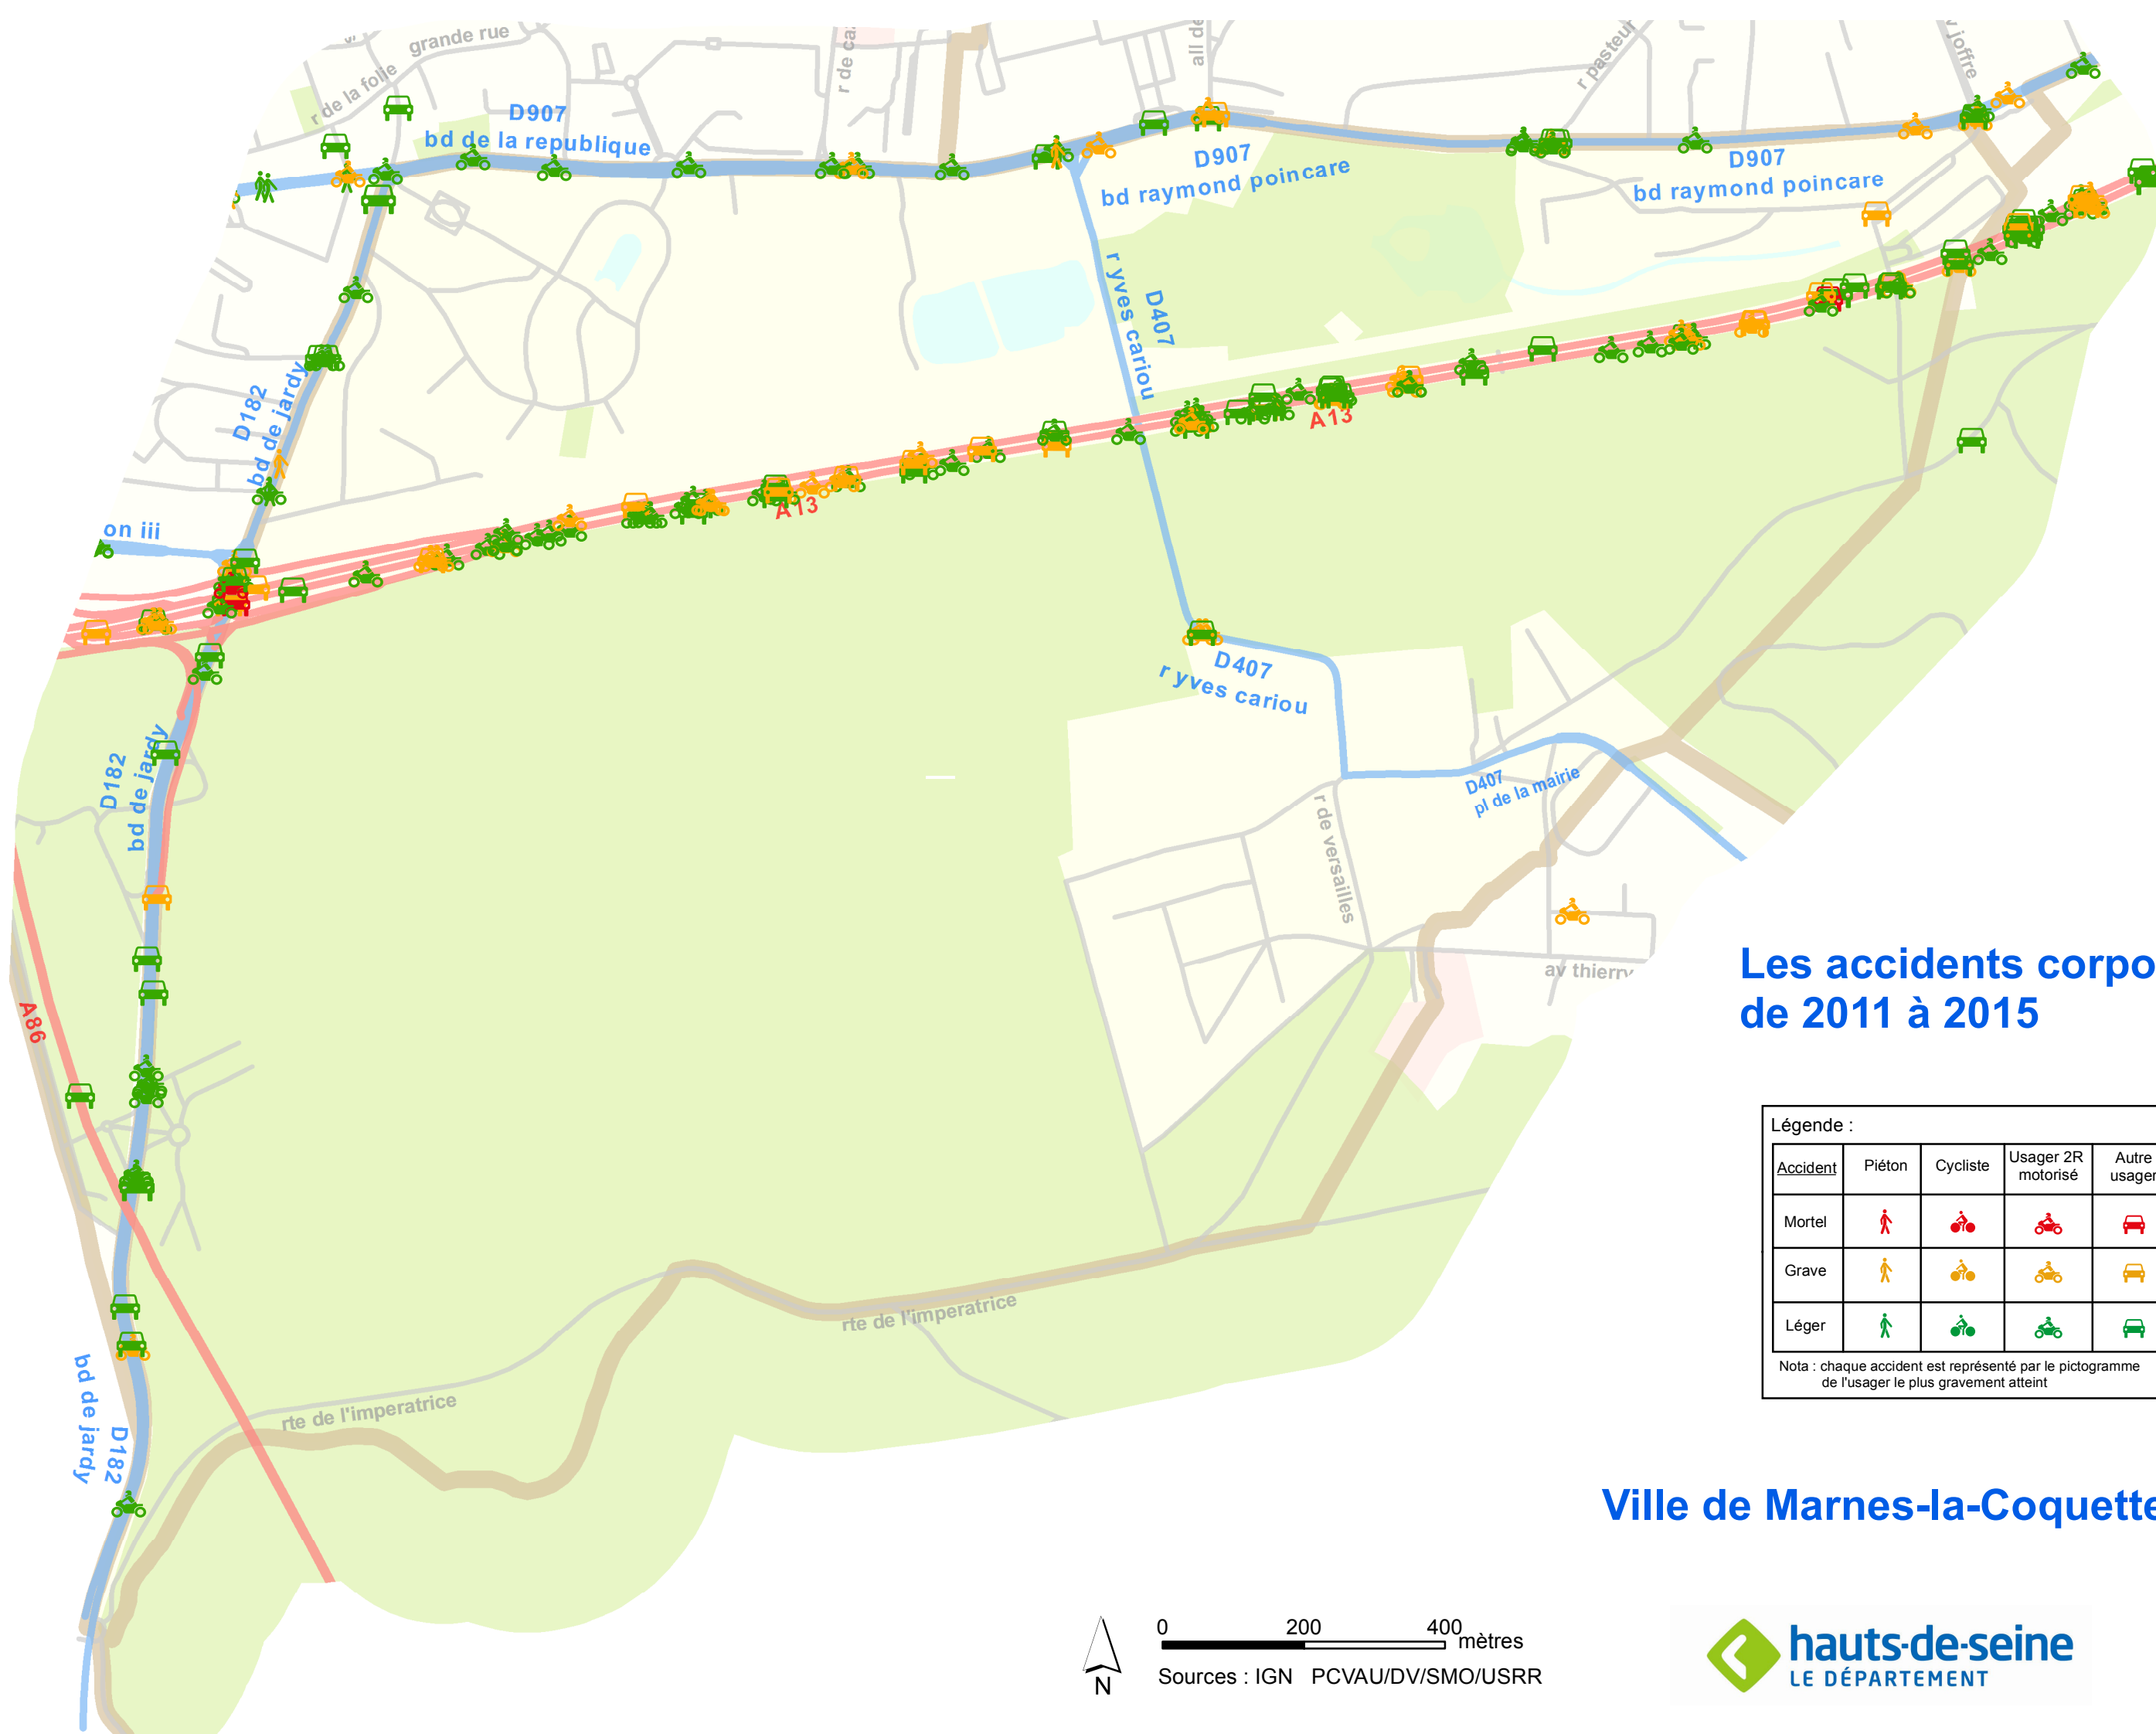 grande rue
r de la folie
D907
bd de la republique
r de ca
all de
r pasteur
joffre
D907
bd raymond poincare
D907
bd raymond poincare
D407
r yves cariou
D182
bd de jardy
on iii
A13
A13
D407
r yves cariou
D407
pl de la mairie
r de versailles
av thierry
D182
bd de jardy
A86
rte de l'imperatrice
rte de l'imperatrice
bd de jardy
D182
Les accidents corpo
de 2011 à 2015
Légende :
Accident Piéton Cycliste Usager 2R motorisé Autre usager
Mortel
Grave
Léger
Nota : chaque accident est représenté par le pictogramme
de l'usager le plus gravement atteint
Ville de Marnes-la-Coquette
0 200 400 mètres
N
Sources : IGN PCVAU/DV/SMO/USRR
hauts-de-seine
LE DÉPARTEMENT